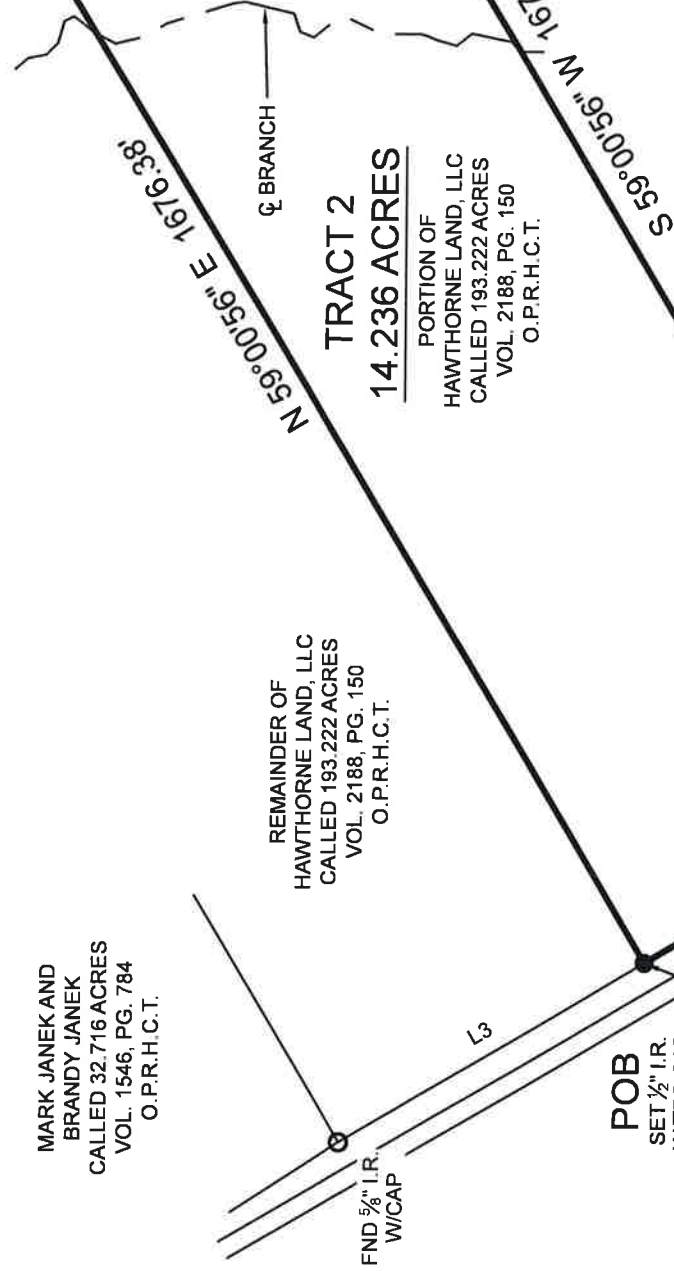 MARK JANEK AND
BRANDY JANEK
CALLED 32.716 ACRES
VOL. 1546, PG. 784
O.P.R.H.C.T.
REMAINDER OF
HAWTHORNE LAND, LLC
CALLED 193.222 ACRES
VOL. 2188, PG. 150
O.P.R.H.C.T.
N 59°00'56" E 1676.38'
℄ BRANCH
TRACT 2
14.236 ACRES
PORTION OF
HAWTHORNE LAND, LLC
CALLED 193.222 ACRES
VOL. 2188, PG. 150
O.P.R.H.C.T.
S 59°00'56" W 167
L3
FND ⅝" I.R.
W/CAP
POB
SET ½" I.R.